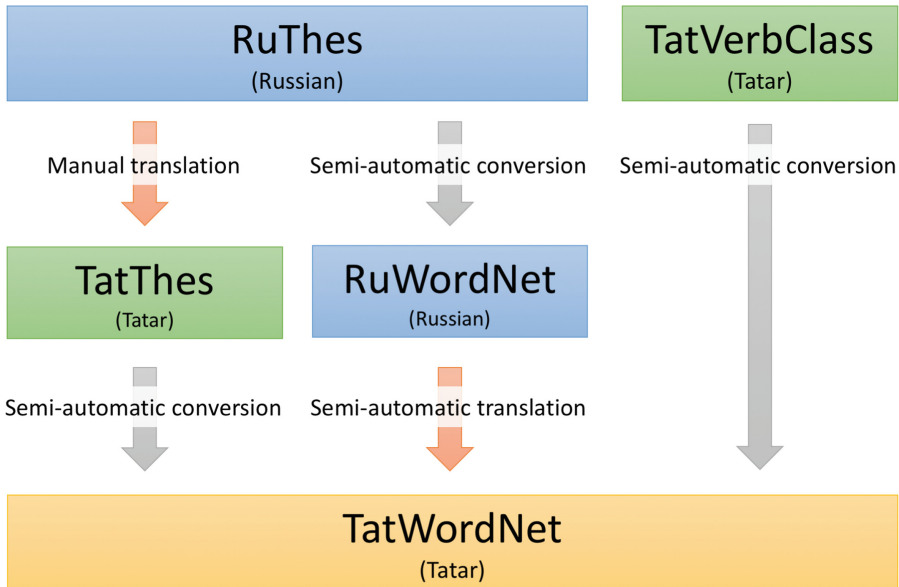 RuThes
(Russian)
TatVerbClass
(Tatar)
Manual translation
Semi-automatic conversion
Semi-automatic conversion
TatThes
(Tatar)
RuWordNet
(Russian)
Semi-automatic conversion
Semi-automatic translation
TatWordNet
(Tatar)